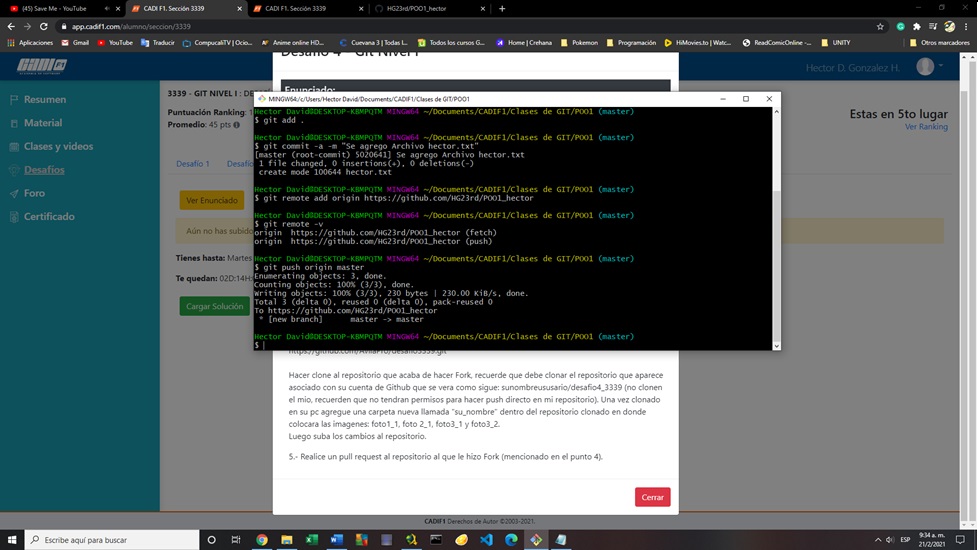 (45) Save Me - YouTube
CADI F1. Sección 3339
CADI F1. Sección 3339
HG23rd/POO1_hector
app.cadif1.com/alumno/seccion/3339
Aplicaciones
Gmail
YouTube
Traducir
CompucaliTV | Ocio...
Anime online HD...
Cuevana 3 | Todas l...
Todos los cursos G...
Home | Crehana
Pokemon
Programación
HiMovies.to | Watc...
ReadComicOnline -...
UNITY
Otros marcadores
CADIF1
Hector D. Gonzalez H.
Resumen
Material
Clases y videos
Desafíos
Foro
Certificado
3339 - GIT NIVEL I : DE
Puntuación Ranking: 1
Promedio: 45 pts
Estas en 5to lugar
Ver Ranking
Desafio 1
Desafio
Ver Enunciado
Aún no has subido
Tienes hasta: Martes
Te quedan: 02D:14H:
Cargar Solución
Desafío 4 - Git Nivel I
Enunciado:
MINGW64:/c/Users/Hector David/Documents/CADIF1/Clases de GIT/POO1
Hector David@DESKTOP-KBMPQTM MINGW64 ~/Documents/CADIF1/Clases de GIT/POO1 (master)
$ git add .
Hector David@DESKTOP-KBMPQTM MINGW64 ~/Documents/CADIF1/Clases de GIT/POO1 (master)
$ git commit -a -m "Se agrego Archivo hector.txt"
[master (root-commit) 5020641] Se agrego Archivo hector.txt
1 file changed, 0 insertions(+), 0 deletions(-)
create mode 100644 hector.txt
Hector David@DESKTOP-KBMPQTM MINGW64 ~/Documents/CADIF1/Clases de GIT/POO1 (master)
$ git remote add origin https://github.com/HG23rd/POO1_hector
Hector David@DESKTOP-KBMPQTM MINGW64 ~/Documents/CADIF1/Clases de GIT/POO1 (master)
$ git remote -v
origin  https://github.com/HG23rd/POO1_hector (fetch)
origin  https://github.com/HG23rd/POO1_hector (push)
Hector David@DESKTOP-KBMPQTM MINGW64 ~/Documents/CADIF1/Clases de GIT/POO1 (master)
$ git push origin master
Enumerating objects: 3, done.
Counting objects: 100% (3/3), done.
Writing objects: 100% (3/3), 230 bytes | 230.00 KiB/s, done.
Total 3 (delta 0), reused 0 (delta 0), pack-reused 0
To https://github.com/HG23rd/POO1_hector
* [new branch]      master -> master
Hector David@DESKTOP-KBMPQTM MINGW64 ~/Documents/CADIF1/Clases de GIT/POO1 (master)
$
https://github.com/AvilaPro/desafio3339.git
Hacer clone al repositorio que acaba de hacer Fork, recuerde que debe clonar el repositorio que aparece
asociado con su cuenta de Github que se vera como sigue: sunombreusuario/desafio4_3339 (no clonen
el mio, recuerden que no tendran permisos para hacer push directo en mi repositorio). Una vez clonado
en su pc agregue una carpeta nueva llamada "su_nombre" dentro del repositorio clonado en donde
colocara las imagenes: foto1_1, foto 2_1, foto3_1 y foto3_2.
Luego suba los cambios al repositorio.
5.- Realice un pull request al repositorio al que le hizo Fork (mencionado en el punto 4).
Cerrar
CADIF1 Derechos de Autor ©2003-2021.
Escribe aquí para buscar
ESP
9:34 a. m.
21/2/2021